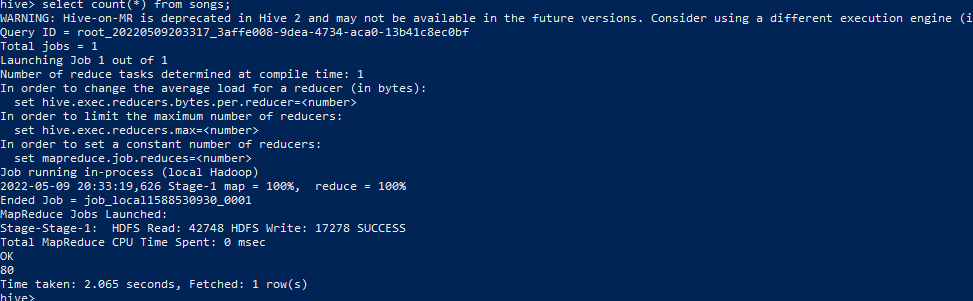 hive> select count(*) from songs;
WARNING: Hive-on-MR is deprecated in Hive 2 and may not be available in the future versions. Consider using a different execution engine (i
Query ID = root_20220509203317_3affe008-9dea-4734-aca0-13b41c8ec0bf
Total jobs = 1
Launching Job 1 out of 1
Number of reduce tasks determined at compile time: 1
In order to change the average load for a reducer (in bytes):
  set hive.exec.reducers.bytes.per.reducer=<number>
In order to limit the maximum number of reducers:
  set hive.exec.reducers.max=<number>
In order to set a constant number of reducers:
  set mapreduce.job.reduces=<number>
Job running in-process (local Hadoop)
2022-05-09 20:33:19,626 Stage-1 map = 100%,  reduce = 100%
Ended Job = job_local1588530930_0001
MapReduce Jobs Launched:
Stage-Stage-1:  HDFS Read: 42748 HDFS Write: 17278 SUCCESS
Total MapReduce CPU Time Spent: 0 msec
OK
80
Time taken: 2.065 seconds, Fetched: 1 row(s)
hive>